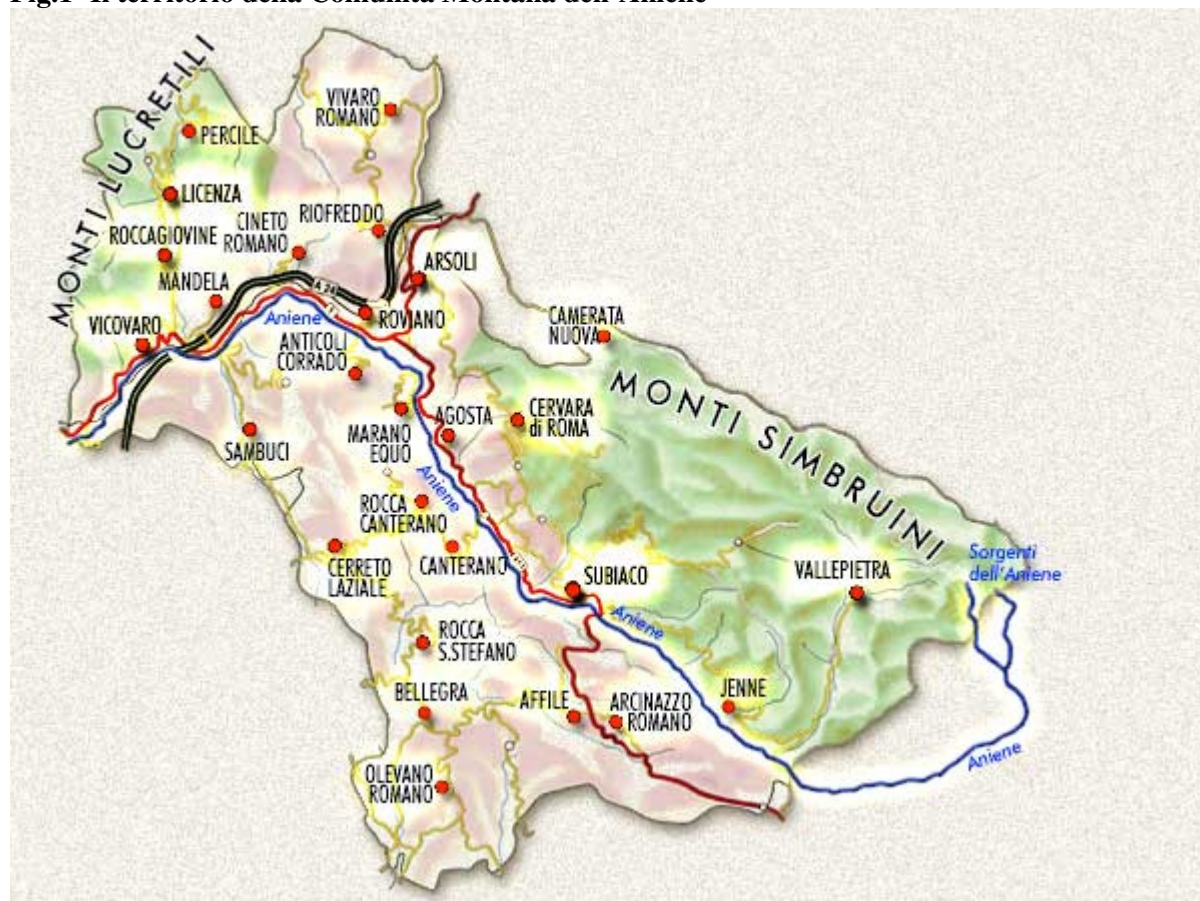 Fig.1 Il territorio della Comunità Montana dell'Aniene
MONTI LUCRETILI
VIVARO
ROMANO
PERCILE
LICENZA
RIOFREDDO
CINETO
ROMANO
ROCCAGIOVINE
ARSOLI
MANDELA
A 24
CAMERATA
NUOVA
VICOVARO
Aniene
ROVIANO
ANTICOLI
CORRADO
MONTI SIMBRUINI
CERVARA
di ROMA
AGOSTA
MARANO
EQUO
SAMBUCI
Aniene
ROCCA
CANTERANO
CERRETO
LAZIALE
CANTERANO
SUBIACO
VALLEPIETRA
Sorgenti
dell'Aniene
Aniene
ROCCA
S.STEFANO
BELLEGRA
AFFILE
ARCINAZZO
ROMANO
JENNE
Aniene
OLEVANO
ROMANO